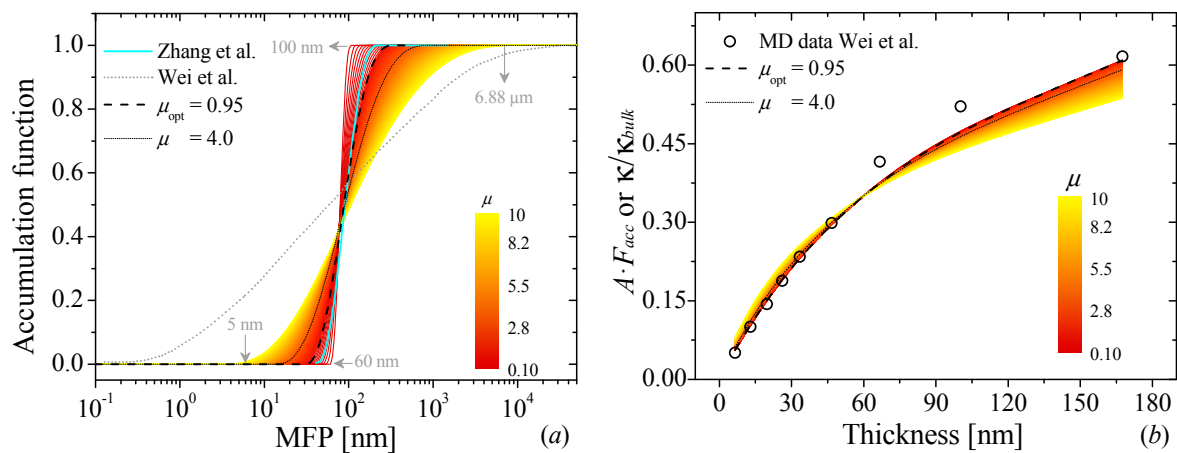 Accumulation function
1.0
0.8
0.6
0.4
0.2
0.0
Zhang et al.
Wei et al.
μopt = 0.95
μ = 4.0
100 nm
6.88 μm
5 nm
60 nm
μ
10
8.2
5.5
2.8
0.10
10-1 100 101 102 103 104
MFP [nm]
(a)
A·Facc or κ/κbulk
0.60
0.45
0.30
0.15
0.00
MD data Wei et al.
μopt = 0.95
μ = 4.0
μ
10
8.2
5.5
2.8
0.10
0 30 60 90 120 150 180
Thickness [nm]
(b)